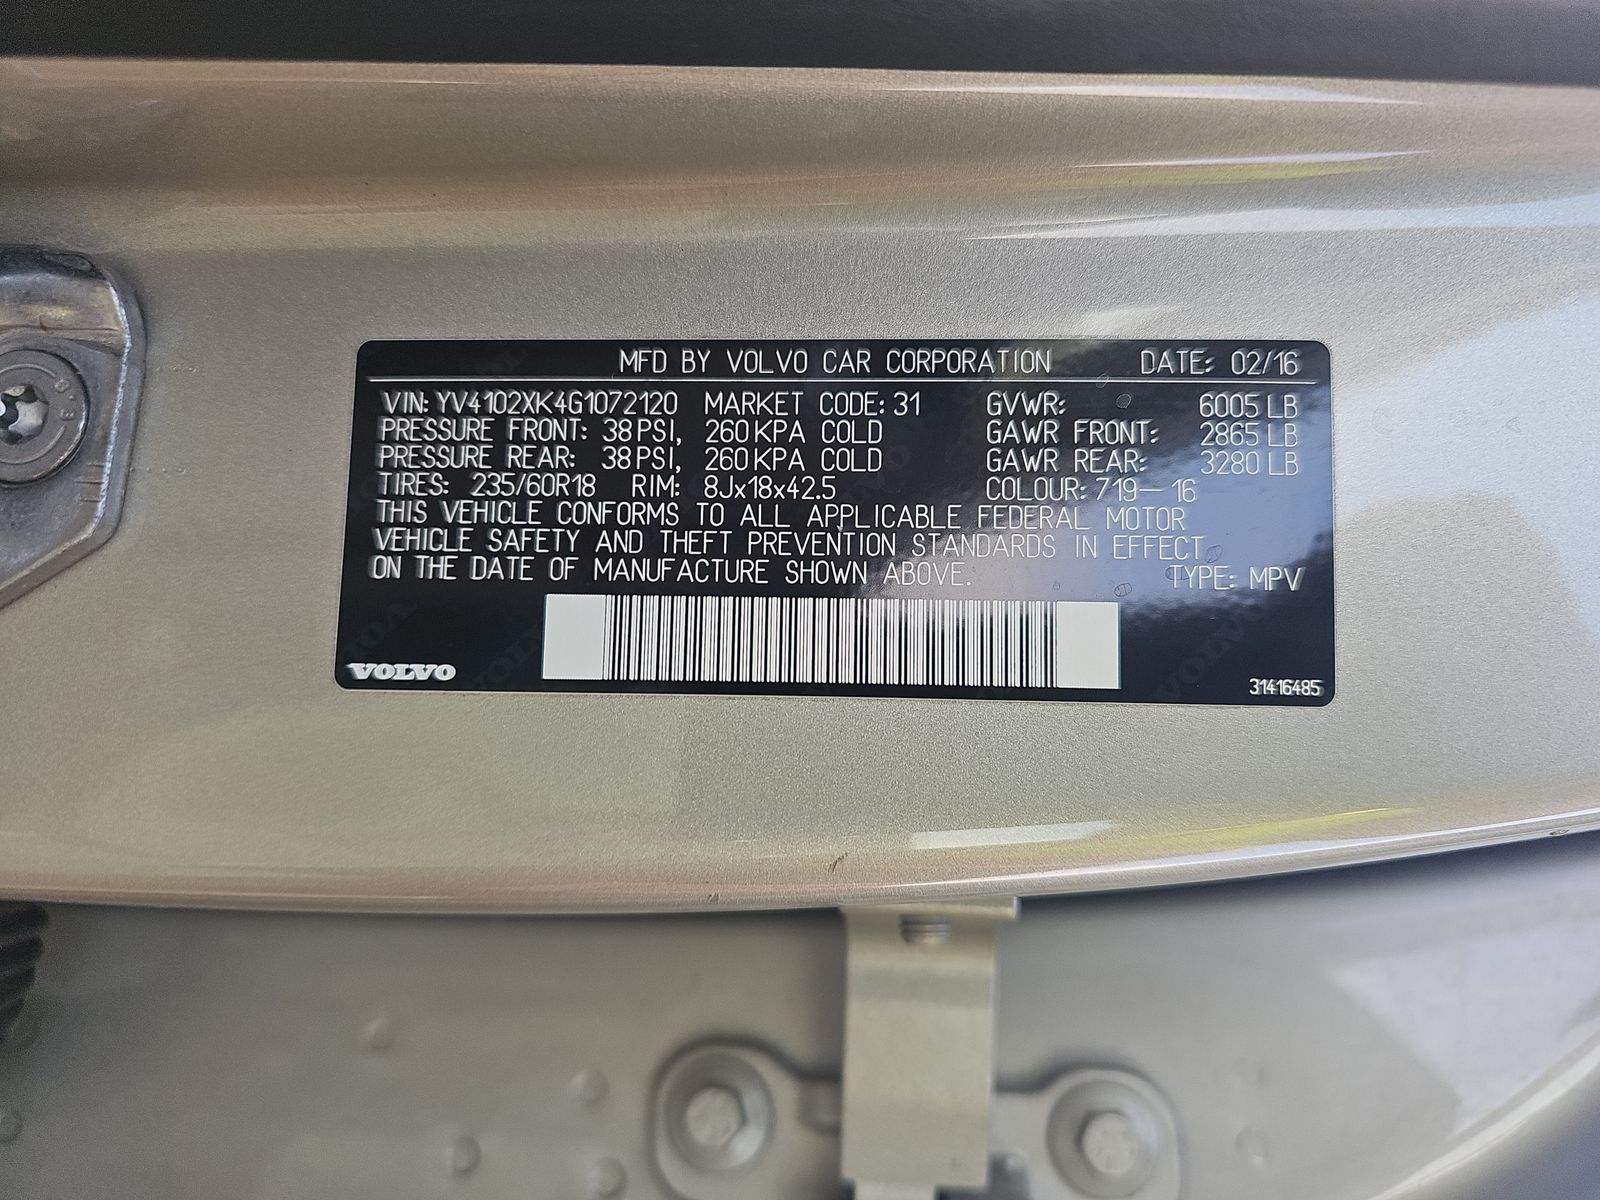 MFD BY VOLVO CAR CORPORATION DATE: 02/16
VIN: YV4102XK4G1072120 MARKET CODE: 31 GVWR: 6005 LB
PRESSURE FRONT: 38 PSI, 260 KPA COLD GAWR FRONT: 2865 LB
PRESSURE REAR: 38 PSI, 260 KPA COLD GAWR REAR: 3280 LB
TIRES: 235/60R18 RIM: 8Jx18x42.5 COLOUR: 719-16
THIS VEHICLE CONFORMS TO ALL APPLICABLE FEDERAL MOTOR
VEHICLE SAFETY AND THEFT PREVENTION STANDARDS IN EFFECT
ON THE DATE OF MANUFACTURE SHOWN ABOVE. TYPE: MPV
VOLVO 31416485